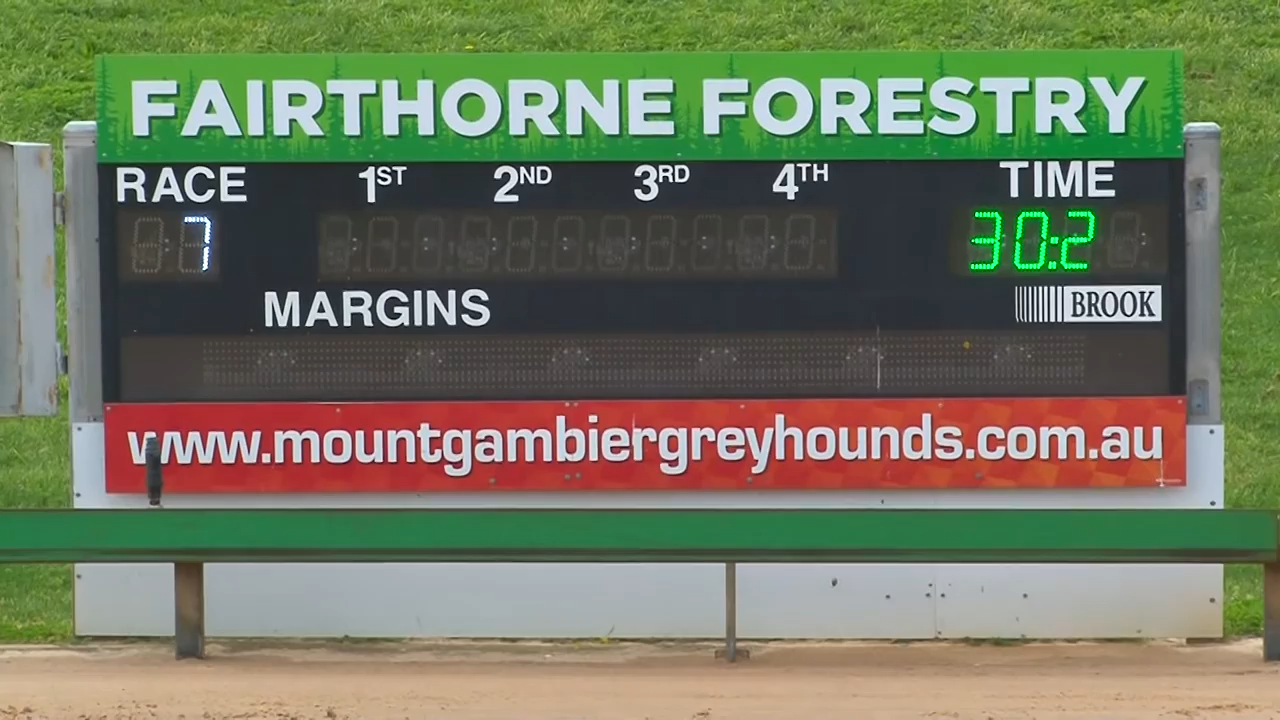 FAIRTHORNE FORESTRY
RACE 1ST 2ND 3RD 4TH TIME
7 30:2
MARGINS BROOK
www.mountgambiergreyhounds.com.au